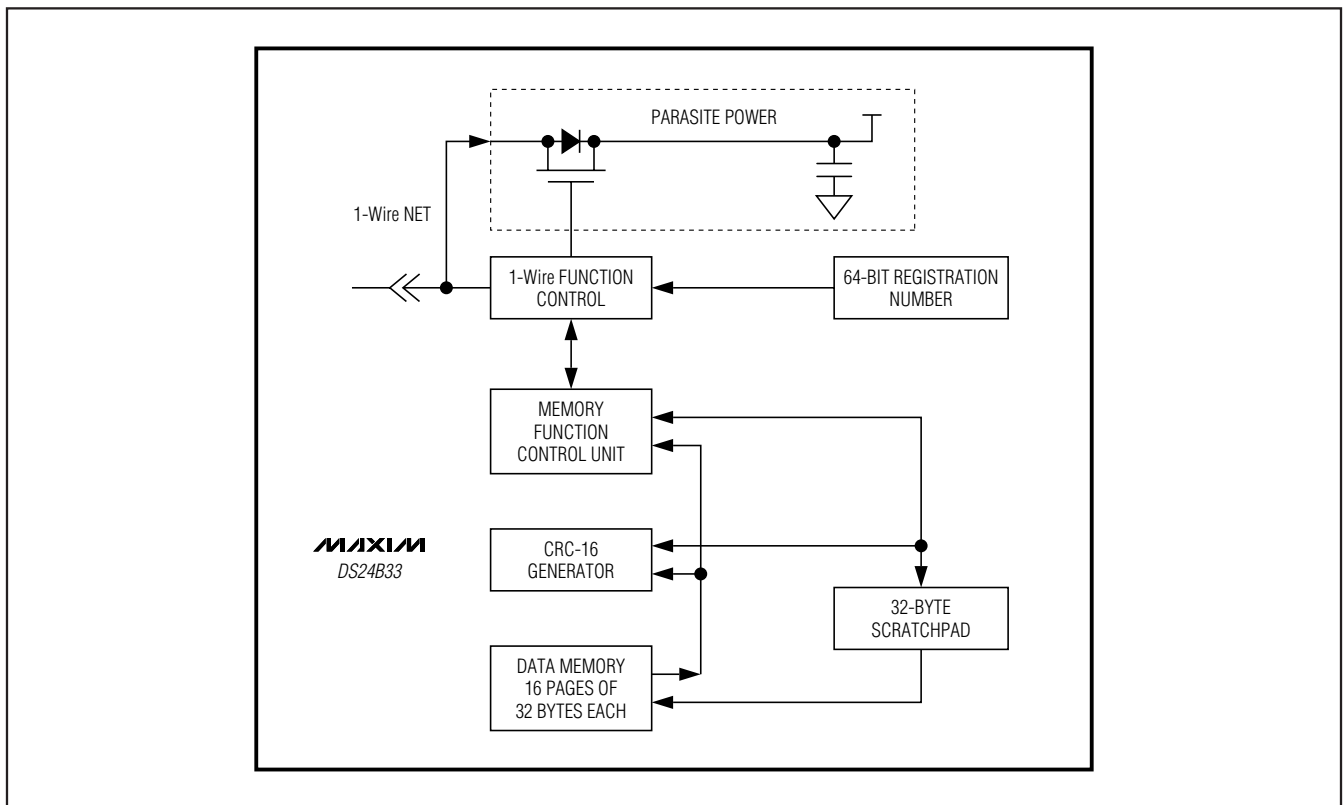 PARASITE POWER
1-Wire NET
1-Wire FUNCTION
CONTROL
64-BIT REGISTRATION
NUMBER
MEMORY
FUNCTION
CONTROL UNIT
MAXIM
DS24B33
CRC-16
GENERATOR
32-BYTE
SCRATCHPAD
DATA MEMORY
16 PAGES OF
32 BYTES EACH